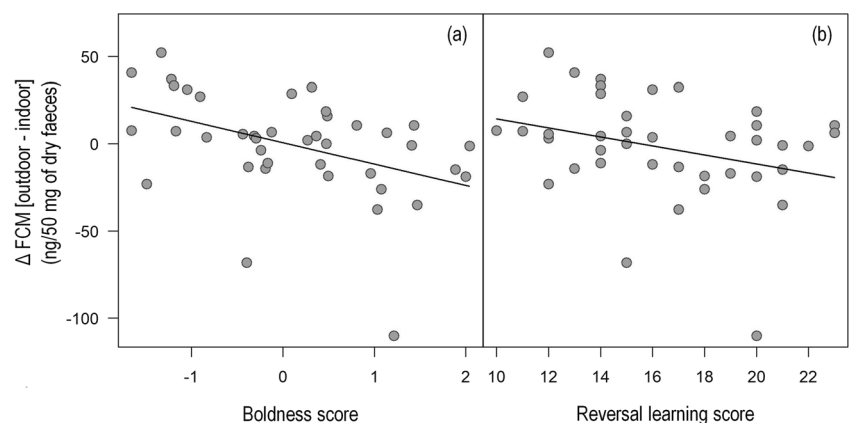 (a)
(b)
Δ FCM [outdoor - indoor]
(ng/50 mg of dry faeces)
50
0
-50
-100
-1 0 1 2
10 12 14 16 18 20 22
Boldness score
Reversal learning score